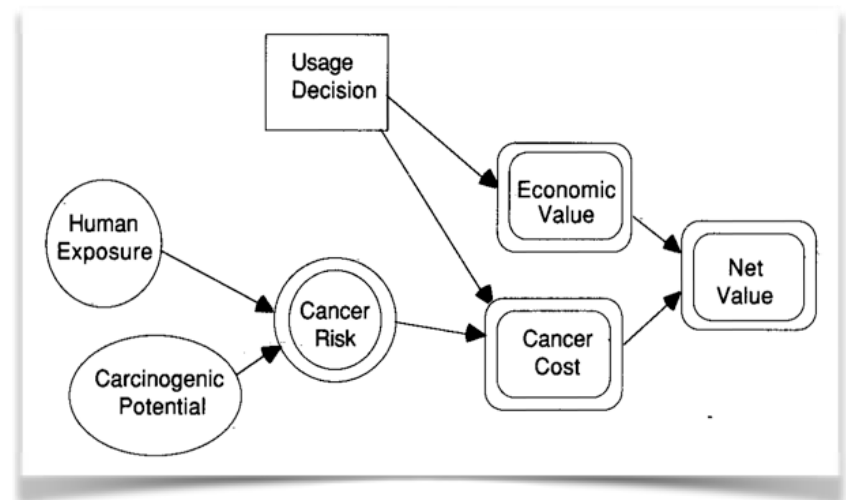 Usage
Decision
Economic
Value
Human
Exposure
Net
Value
Cancer
Risk
Cancer
Cost
Carcinogenic
Potential